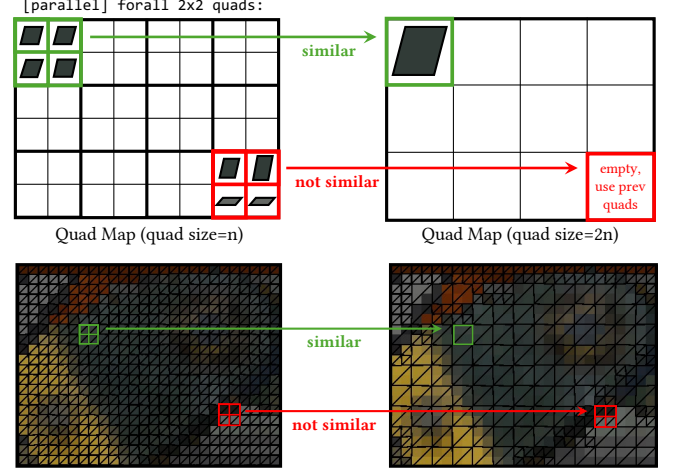 [parallel] forall 2x2 quads:
similar
not similar
empty,
use prev
quads
Quad Map (quad size=n)
Quad Map (quad size=2n)
similar
not similar